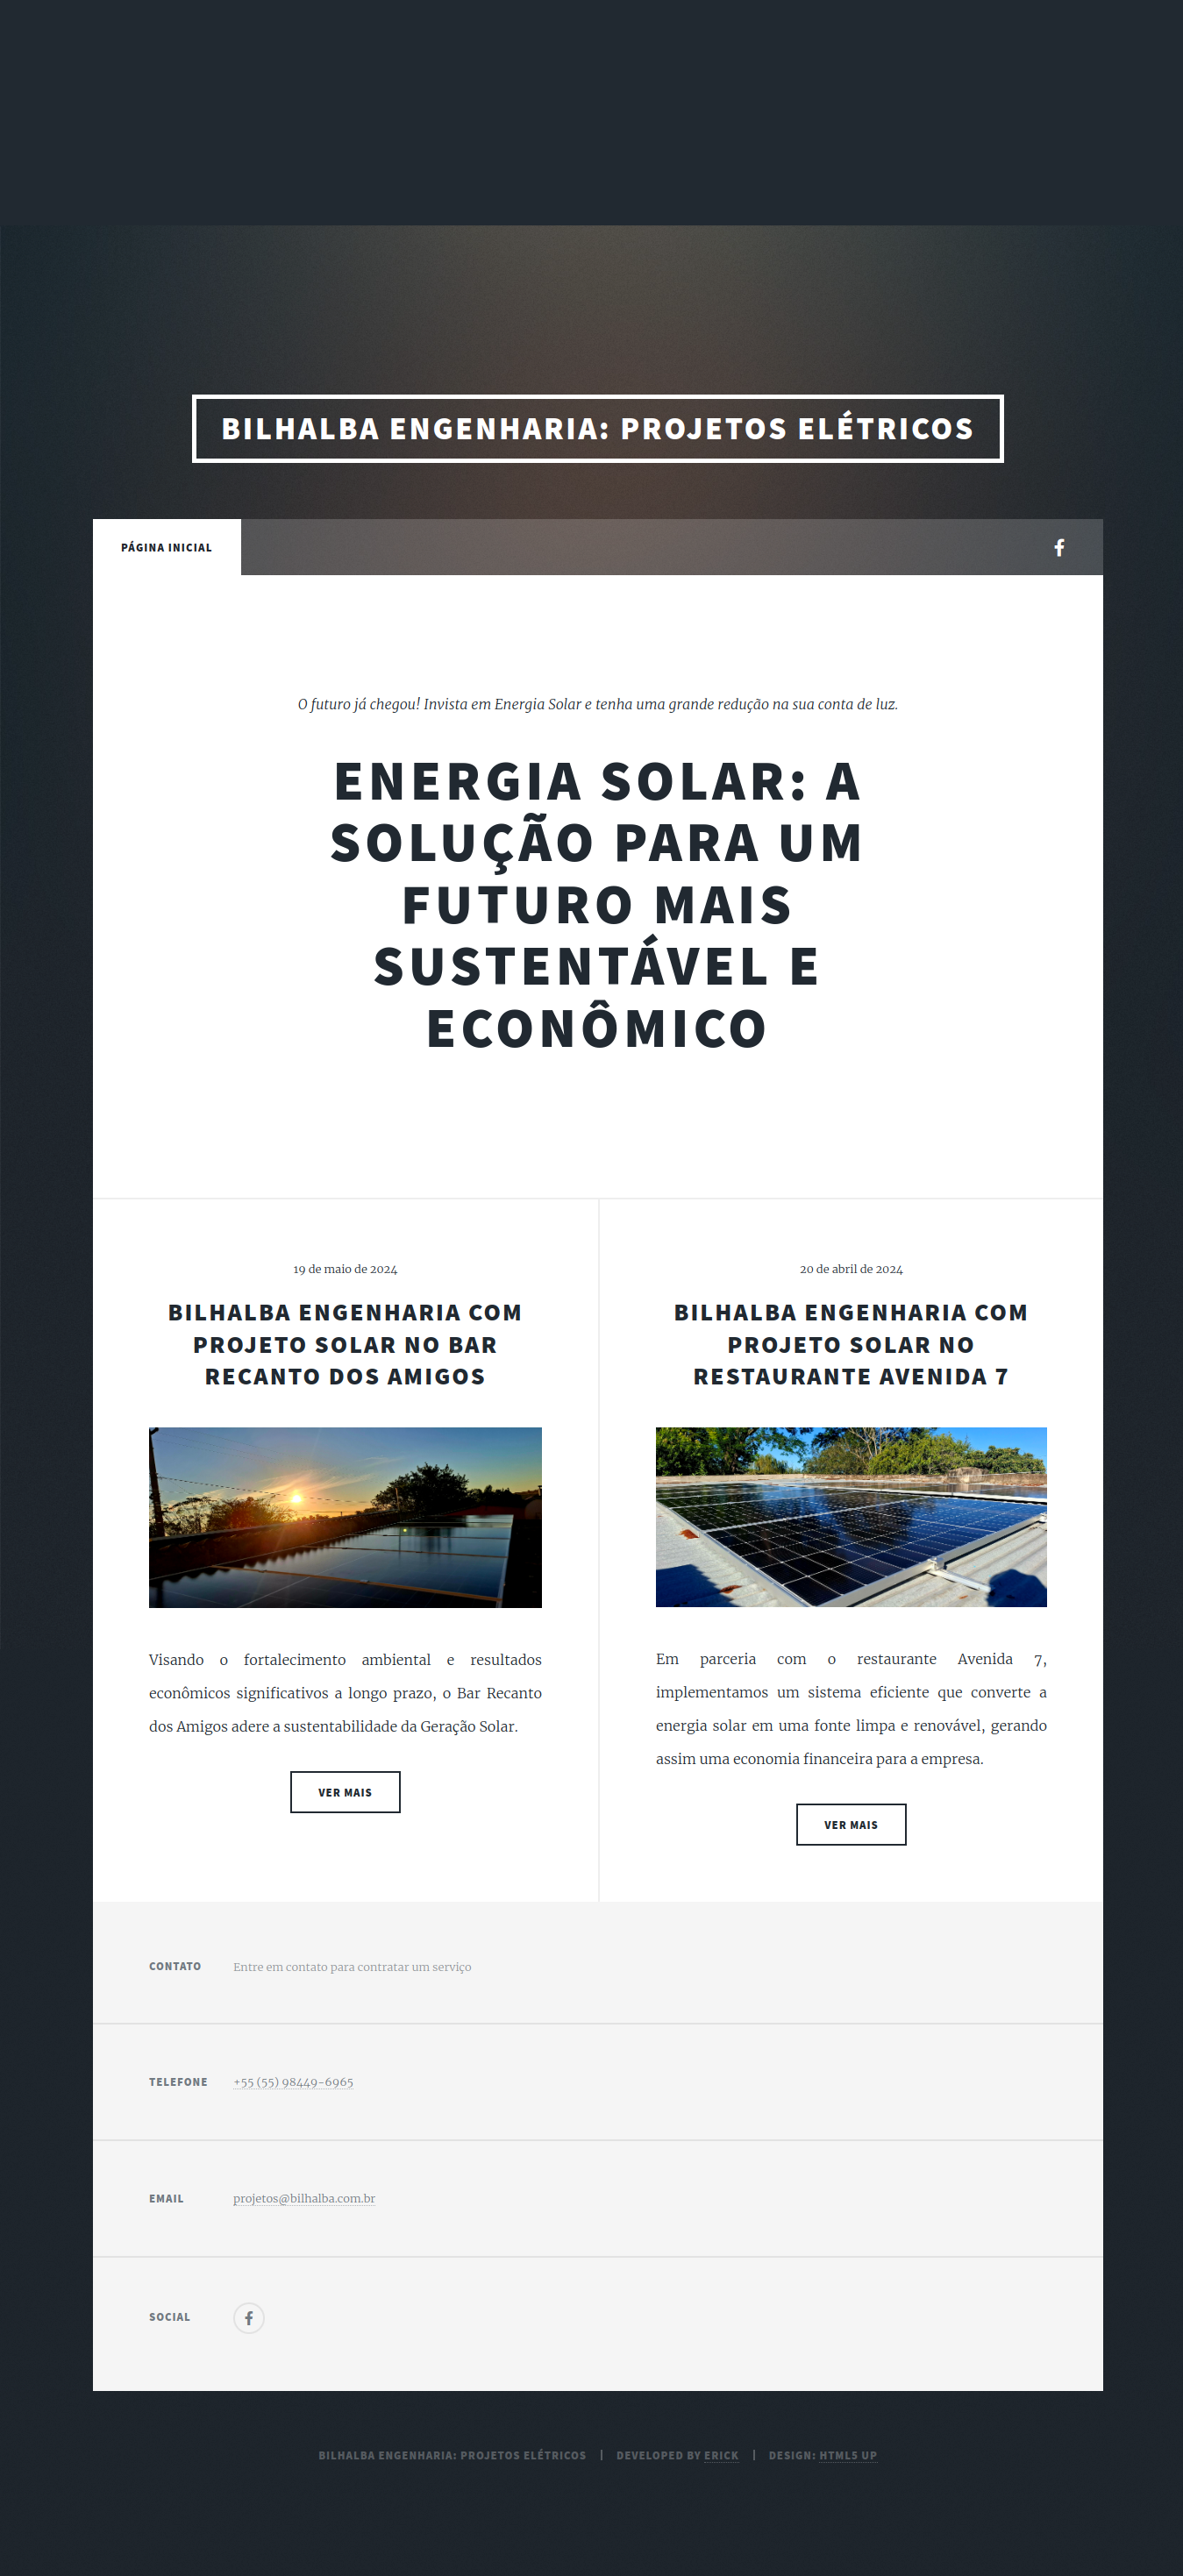 BILHALBA ENGENHARIA: PROJETOS ELÉTRICOS
PÁGINA INICIAL
O futuro já chegou! Invista em Energia Solar e tenha uma grande redução na sua conta de luz.
ENERGIA SOLAR: A
SOLUÇÃO PARA UM
FUTURO MAIS
SUSTENTÁVEL E
ECONÔMICO
19 de maio de 2024
BILHALBA ENGENHARIA COM
PROJETO SOLAR NO BAR
RECANTO DOS AMIGOS
Visando o fortalecimento ambiental e resultados
econômicos significativos a longo prazo, o Bar Recanto
dos Amigos adere a sustentabilidade da Geração Solar.
VER MAIS
20 de abril de 2024
BILHALBA ENGENHARIA COM
PROJETO SOLAR NO
RESTAURANTE AVENIDA 7
Em parceria com o restaurante Avenida 7,
implementamos um sistema eficiente que converte a
energia solar em uma fonte limpa e renovável, gerando
assim uma economia financeira para a empresa.
VER MAIS
CONTATO Entre em contato para contratar um serviço
TELEFONE +55 (55) 98449-6965
EMAIL projetos@bilhalba.com.br
SOCIAL
BILHALBA ENGENHARIA: PROJETOS ELÉTRICOS | DEVELOPED BY ERICK | DESIGN: HTML5 UP